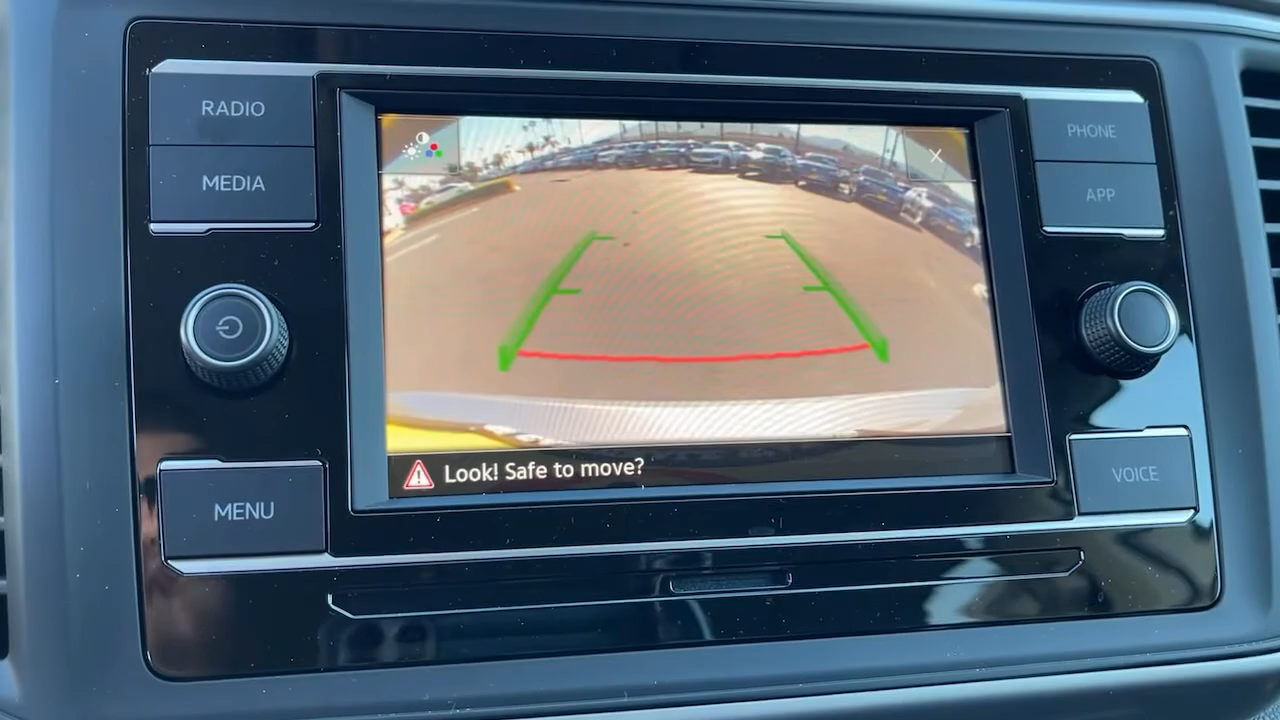 RADIO
PHONE
MEDIA
APP
Look! Safe to move?
VOICE
MENU